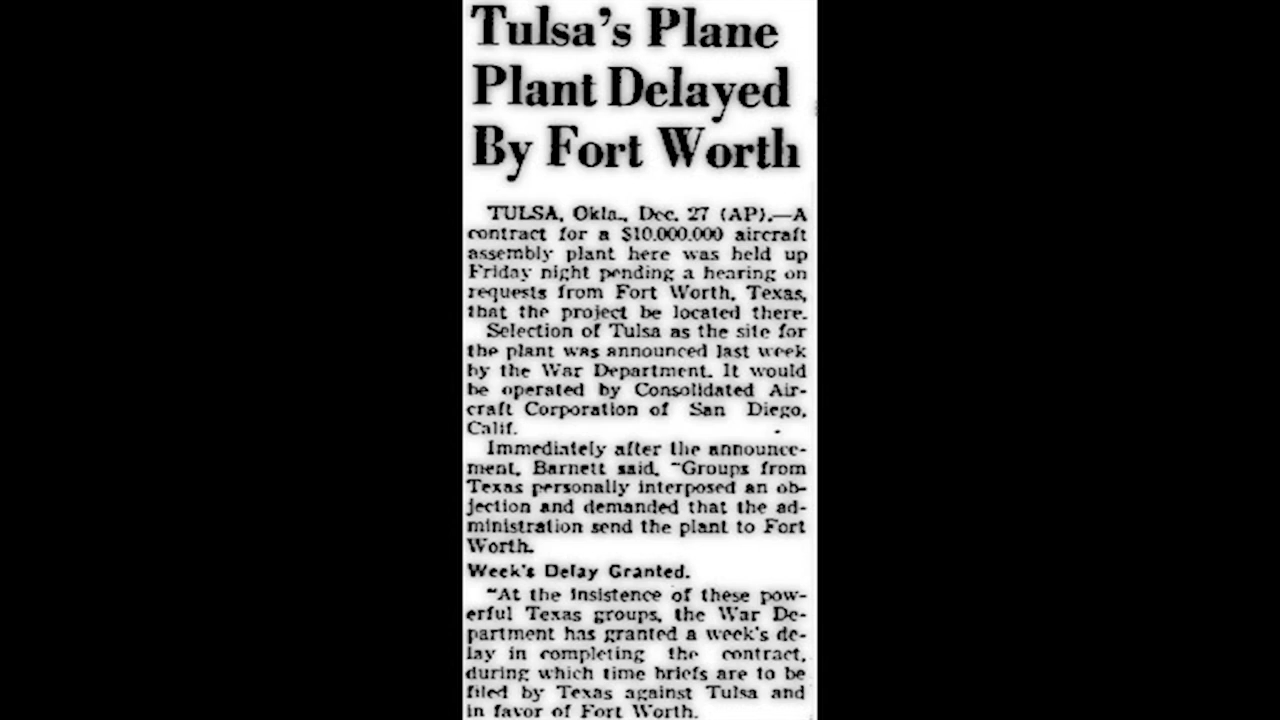 Tulsa's Plane
Plant Delayed
By Fort Worth
TULSA, Okla., Dec. 27 (AP).—A
contract for a $10,000,000 aircraft
assembly plant here was held up
Friday night pending a hearing on
requests from Fort Worth, Texas,
that the project be located there.
Selection of Tulsa as the site for
the plant was announced last week
by the War Department. It would
be operated by Consolidated Air-
craft Corporation of San Diego,
Calif.
Immediately after the announce-
ment, Barnett said, "Groups from
Texas personally interposed an ob-
jection and demanded that the ad-
ministration send the plant to Fort
Worth.
Week's Delay Granted.
"At the insistence of these pow-
erful Texas groups, the War De-
partment has granted a week's de-
lay in completing the contract,
during which time briefs are to be
filed by Texas against Tulsa and
in favor of Fort Worth.